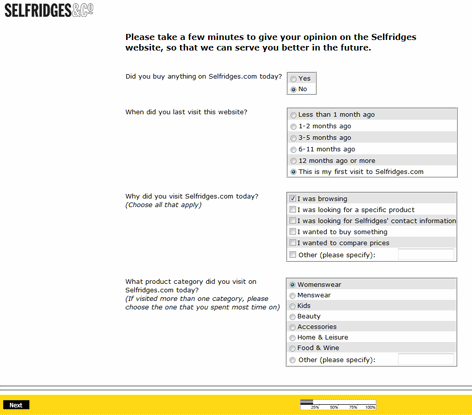 SELFRIDGES&Co
Please take a few minutes to give your opinion on the Selfridges
website, so that we can serve you better in the future.
Did you buy anything on Selfridges.com today?
Yes
No
When did you last visit this website?
Less than 1 month ago
1-2 months ago
3-5 months ago
6-11 months ago
12 months ago or more
This is my first visit to Selfridges.com
Why did you visit Selfridges.com today?
(Choose all that apply)
I was browsing
I was looking for a specific product
I was looking for Selfridges' contact information
I wanted to buy something
I wanted to compare prices
Other (please specify):
What product category did you visit on
Selfridges.com today?
(If visited more than one category, please
choose the one that you spent most time on)
Womenswear
Menswear
Kids
Beauty
Accessories
Home & Leisure
Food & Wine
Other (please specify):
Next
25% 50% 75% 100%